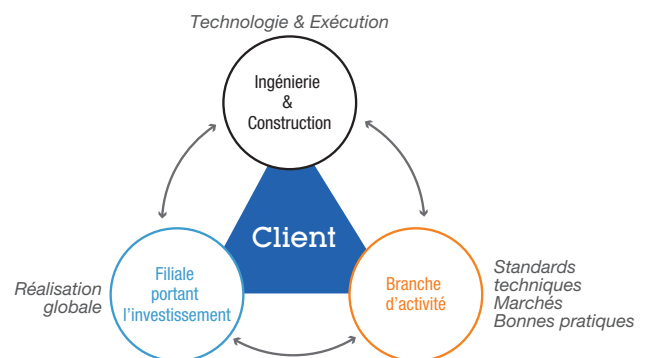 Technologie & Exécution
Ingénierie
&
Construction
Client
Réalisation
globale
Filiale
portant
l'investissement
Branche
d'activité
Standards
techniques
Marchés
Bonnes pratiques